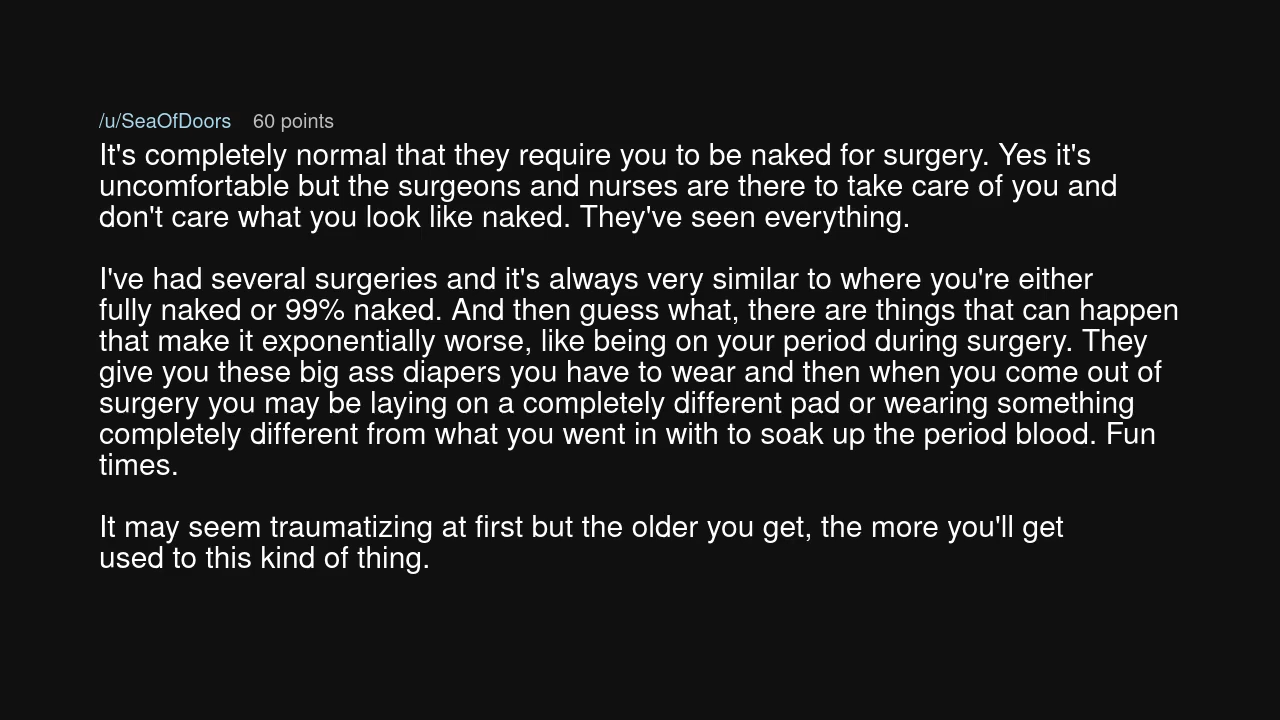 /u/SeaOfDoors 60 points
It's completely normal that they require you to be naked for surgery. Yes it's
uncomfortable but the surgeons and nurses are there to take care of you and
don't care what you look like naked. They've seen everything.
I've had several surgeries and it's always very similar to where you're either
fully naked or 99% naked. And then guess what, there are things that can happen
that make it exponentially worse, like being on your period during surgery. They
give you these big ass diapers you have to wear and then when you come out of
surgery you may be laying on a completely different pad or wearing something
completely different from what you went in with to soak up the period blood. Fun
times.
It may seem traumatizing at first but the older you get, the more you'll get
used to this kind of thing.